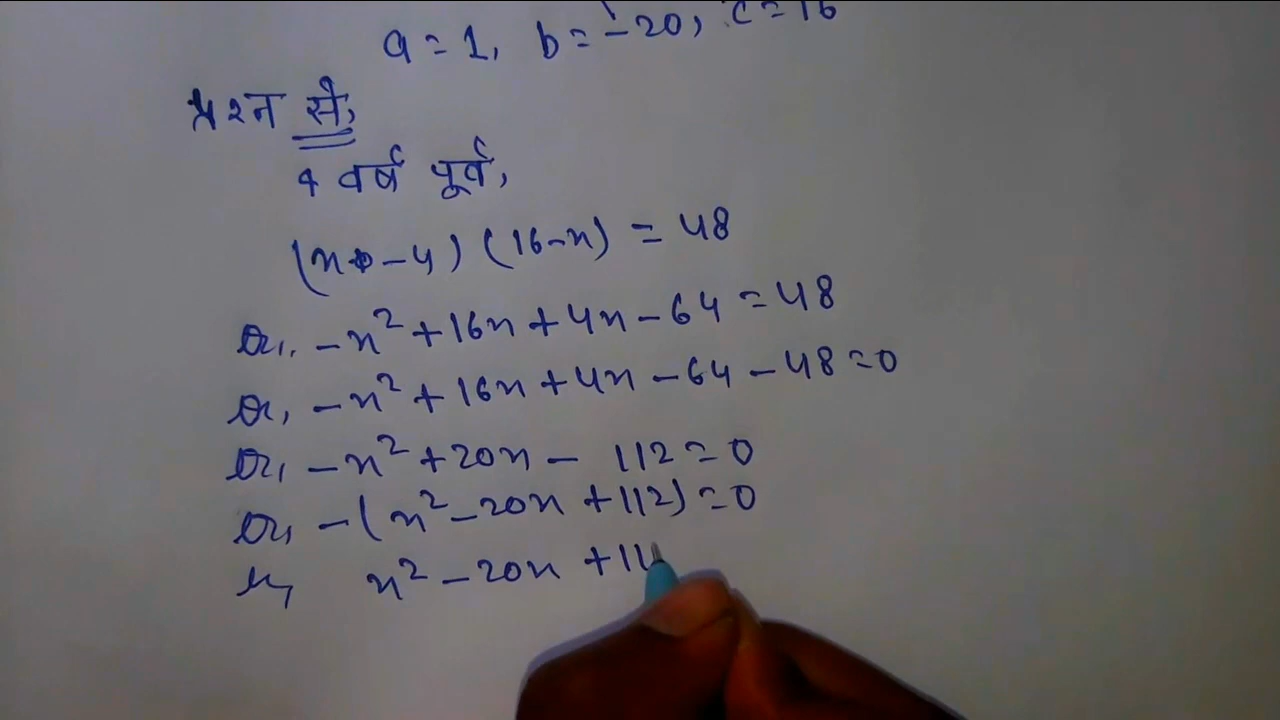 a = 1, b = -20, c = 16
प्रश्न से,
4 वर्ष पूर्व,
(x - 4) (16 - x) = 48
or, -x² + 16x + 4x - 64 = 48
or, -x² + 16x + 4x - 64 - 48 = 0
or, -x² + 20x - 112 = 0
or, -(x² - 20x + 112) = 0
or, x² - 20x + 11